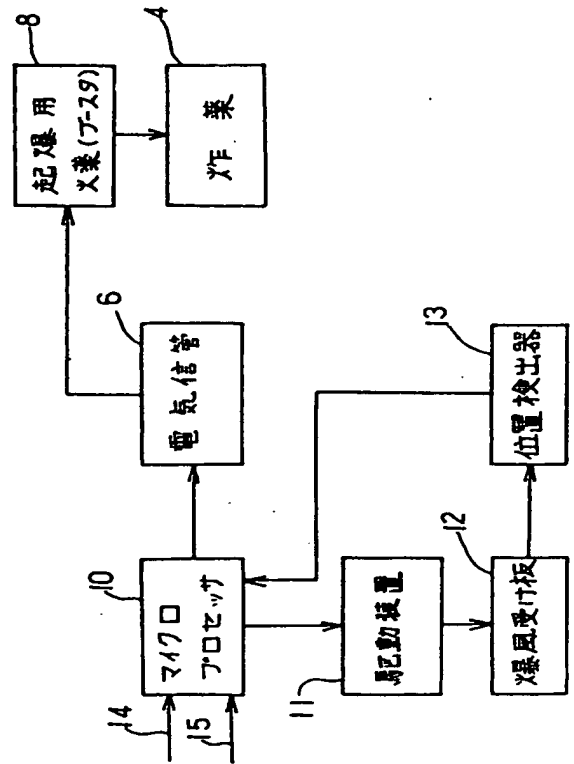 14
15
10
マイクロ
プロセッサ
6
電気信管
8
起爆用
火薬(ブースタ)
4
炸薬
11
駆動装置
12
爆風受け板
13
位置検出器